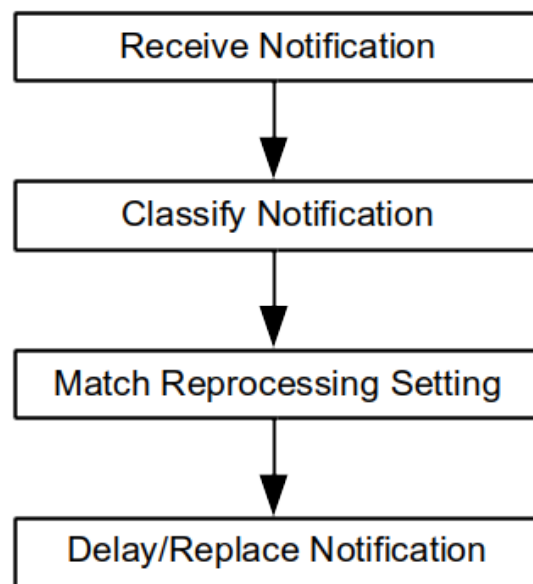 Receive Notification
Classify Notification
Match Reprocessing Setting
Delay/Replace Notification